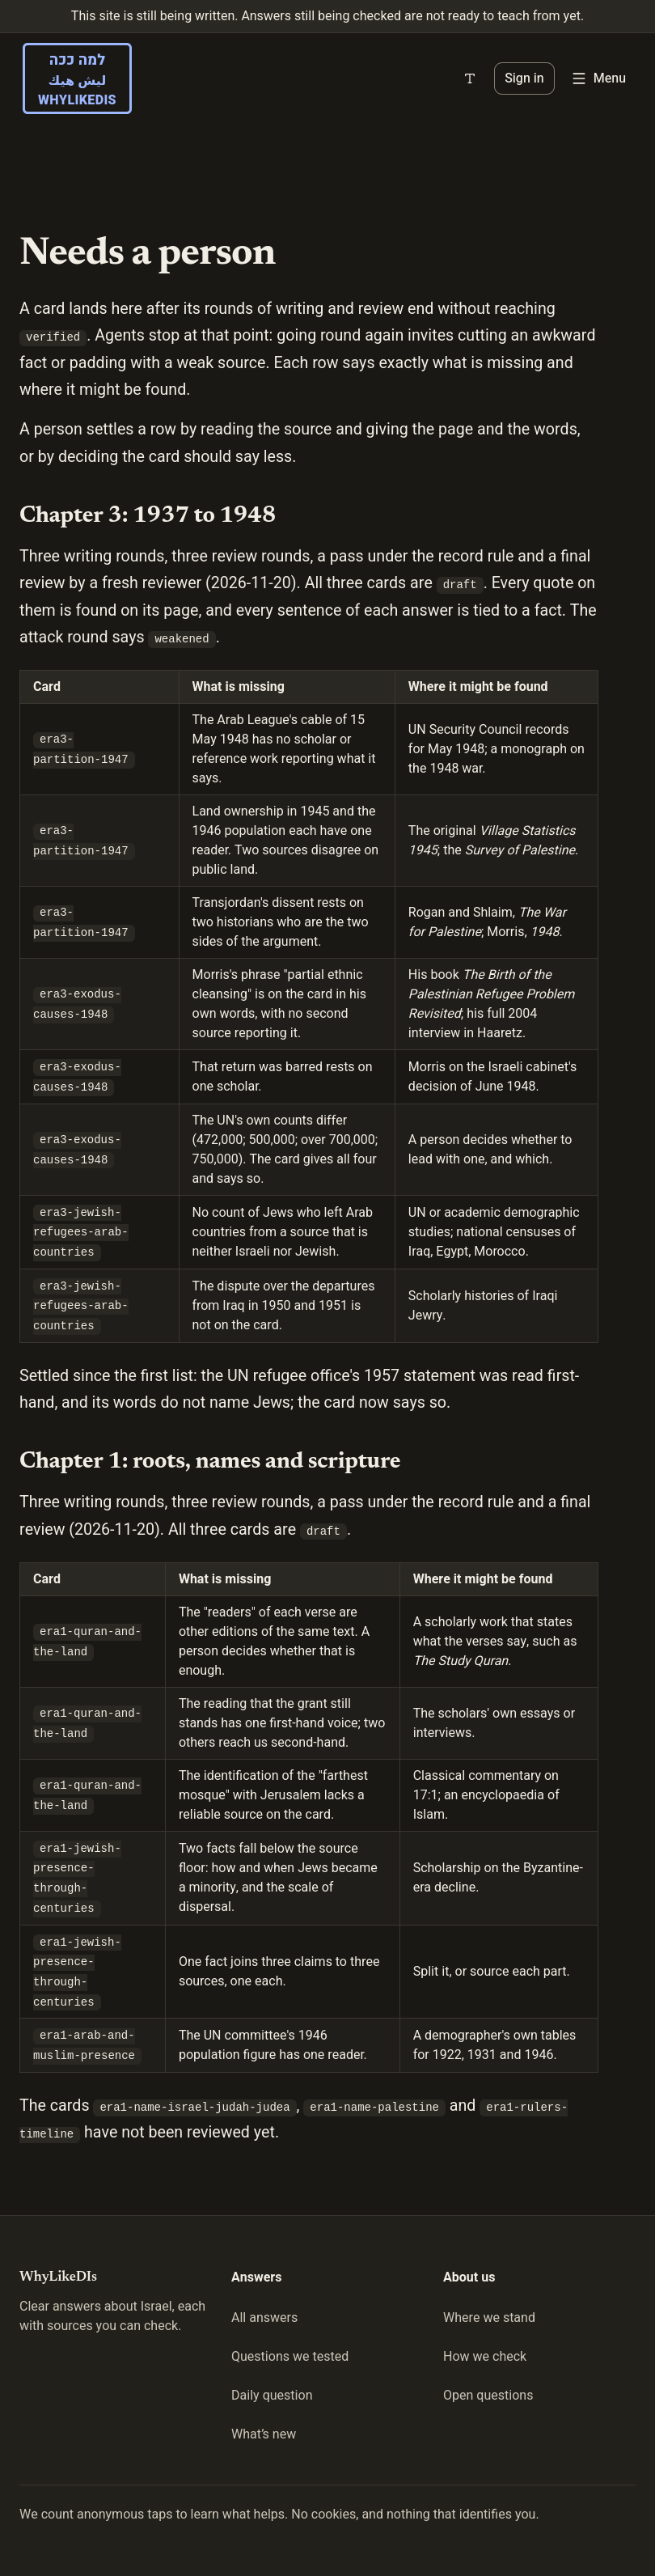 This site is still being written. Answers still being checked are not ready to teach from yet.
למה ככה
ليش هيك
WHYLIKEDIS
T
Sign in
Menu
Needs a person
A card lands here after its rounds of writing and review end without reaching
verified. Agents stop at that point: going round again invites cutting an awkward
fact or padding with a weak source. Each row says exactly what is missing and
where it might be found.
A person settles a row by reading the source and giving the page and the words,
or by deciding the card should say less.
Chapter 3: 1937 to 1948
Three writing rounds, three review rounds, a pass under the record rule and a final
review by a fresh reviewer (2026-11-20). All three cards are draft. Every quote on
them is found on its page, and every sentence of each answer is tied to a fact. The
attack round says weakened.
Card
What is missing
Where it might be found
era3-
partition-1947
The Arab League's cable of 15
May 1948 has no scholar or
reference work reporting what it
says.
UN Security Council records
for May 1948; a monograph on
the 1948 war.
era3-
partition-1947
Land ownership in 1945 and the
1946 population each have one
reader. Two sources disagree on
public land.
The original Village Statistics
1945; the Survey of Palestine.
era3-
partition-1947
Transjordan's dissent rests on
two historians who are the two
sides of the argument.
Rogan and Shlaim, The War
for Palestine; Morris, 1948.
era3-exodus-
causes-1948
Morris's phrase "partial ethnic
cleansing" is on the card in his
own words, with no second
source reporting it.
His book The Birth of the
Palestinian Refugee Problem
Revisited; his full 2004
interview in Haaretz.
era3-exodus-
causes-1948
That return was barred rests on
one scholar.
Morris on the Israeli cabinet's
decision of June 1948.
era3-exodus-
causes-1948
The UN's own counts differ
(472,000; 500,000; over 700,000;
750,000). The card gives all four
and says so.
A person decides whether to
lead with one, and which.
era3-jewish-
refugees-arab-
countries
No count of Jews who left Arab
countries from a source that is
neither Israeli nor Jewish.
UN or academic demographic
studies; national censuses of
Iraq, Egypt, Morocco.
era3-jewish-
refugees-arab-
countries
The dispute over the departures
from Iraq in 1950 and 1951 is
not on the card.
Scholarly histories of Iraqi
Jewry.
Settled since the first list: the UN refugee office's 1957 statement was read first-
hand, and its words do not name Jews; the card now says so.
Chapter 1: roots, names and scripture
Three writing rounds, three review rounds, a pass under the record rule and a final
review (2026-11-20). All three cards are draft.
Card
What is missing
Where it might be found
era1-quran-and-
the-land
The "readers" of each verse are
other editions of the same text. A
person decides whether that is
enough.
A scholarly work that states
what the verses say, such as
The Study Quran.
era1-quran-and-
the-land
The reading that the grant still
stands has one first-hand voice; two
others reach us second-hand.
The scholars' own essays or
interviews.
era1-quran-and-
the-land
The identification of the "farthest
mosque" with Jerusalem lacks a
reliable source on the card.
Classical commentary on
17:1; an encyclopaedia of
Islam.
era1-jewish-
presence-
through-
centuries
Two facts fall below the source
floor: how and when Jews became
a minority, and the scale of
dispersal.
Scholarship on the Byzantine-
era decline.
era1-jewish-
presence-
through-
centuries
One fact joins three claims to three
sources, one each.
Split it, or source each part.
era1-arab-and-
muslim-presence
The UN committee's 1946
population figure has one reader.
A demographer's own tables
for 1922, 1931 and 1946.
The cards era1-name-israel-judah-judea, era1-name-palestine and era1-rulers-
timeline have not been reviewed yet.
WhyLikeDIs
Clear answers about Israel, each
with sources you can check.
Answers
All answers
Questions we tested
Daily question
What's new
About us
Where we stand
How we check
Open questions
We count anonymous taps to learn what helps. No cookies, and nothing that identifies you.